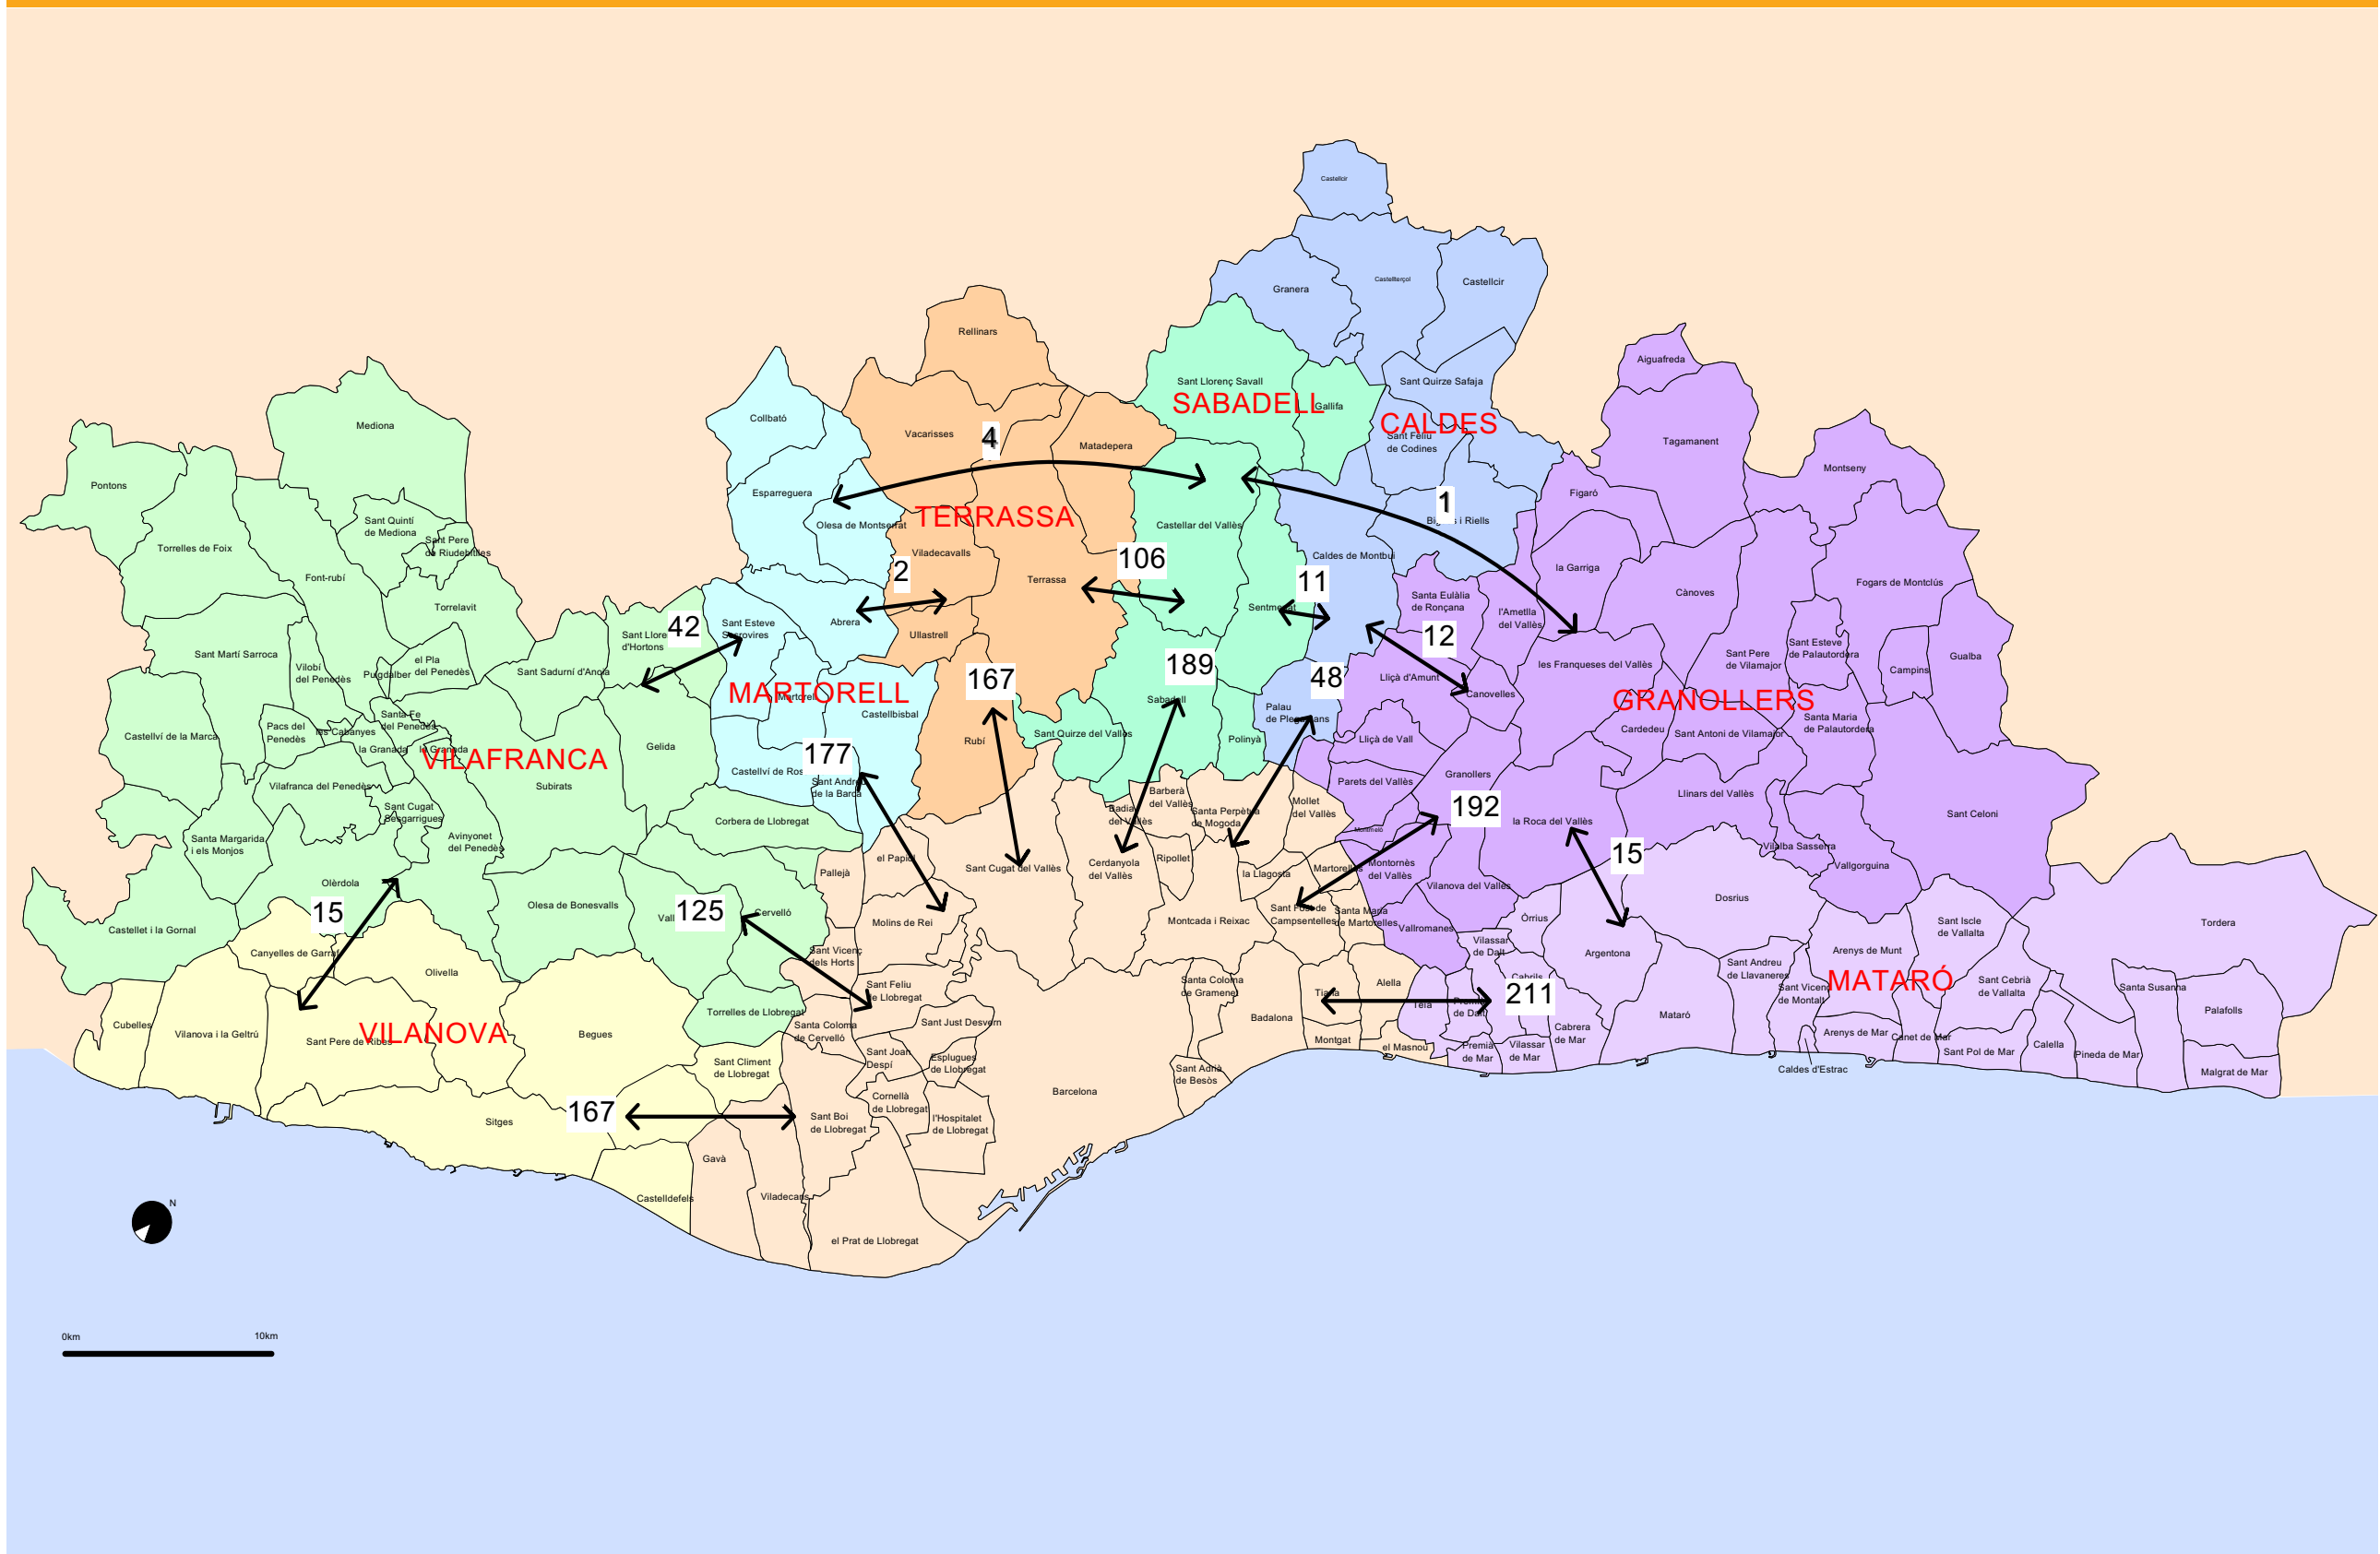 Castellcir
Castellterçol
Castellcir
Granera
Rellinars
Aiguafreda
Sant Llorenç Savall
Sant Quirze Safaja
SABADELL
Gallifa
CALDES
Mediona
Collbató
Vacarisses
4
Matadepera
Sant Feliu
de Codines
Tagamanent
Montseny
Pontons
Esparreguera
Figaró
1
Sant Quintí
de Mediona
Olesa de Montserrat
TERRASSA
Castellar del Vallès
Bigues i Riells
Sant Pere
de Riudebitlles
Torrelles de Foix
Viladecavalls
106
Caldes de Montbui
la Garriga
2
Font-rubí
Terrassa
11
Cànoves
Fogars de Montclús
Torrelavit
Sentmenat
Santa Eulàlia
de Ronçana
l'Ametlla
del Vallès
Abrera
42
Sant Esteve
Sesrovires
Sant Llorenç
d'Hortons
Ullastrell
12
Sant Esteve
de Palautordera
Sant Martí Sarroca
Vilobí
del Penedès
el Pla
del Penedès
Puigdàlber
Sant Sadurní d'Anoia
189
les Franqueses del Vallès
Sant Pere
de Vilamajor
Campins
Gualba
167
48
Lliçà d'Amunt
MARTORELL
Martorell
Sabadell
Canovelles
GRANOLLERS
Castellbisbal
Palau
de Plegamans
Santa Fe
del Penedès
Castellví de la Marca
Pacs del
Penedès
les Cabanyes
Santa Maria
de Palautordera
Cardedeu
Sant Antoni de Vilamajor
la Granada
la Granada
VILAFRANCA
Gelida
Rubí
Sant Quirze del Vallès
Polinyà
Lliçà de Vall
177
Castellví de Rosanes
Sant Andreu
de la Barca
Granollers
Parets del Vallès
Vilafranca del Penedès
Subirats
Barberà
del Vallès
Badia
del Vallès
Santa Perpètua
de Mogoda
Mollet
del Vallès
192
Llinars del Vallès
Sant Cugat
Sesgarrigues
Corbera de Llobregat
la Roca del Vallès
Sant Celoni
Santa Margarida
i els Monjos
Avinyonet
del Penedès
Montmeló
15
Vilalba Sasserra
el Papiol
Ripollet
Cerdanyola
del Vallès
Sant Cugat del Vallès
Pallejà
la Llagosta
Martorelles
Montornès
del Vallès
Vallgorguina
Olèrdola
Vilanova del Vallès
Dosrius
15
Olesa de Bonesvalls
125
Cervelló
Molins de Rei
Montcada i Reixac
Sant Fost de
Campsentelles
Santa Maria
de Martorelles
Òrrius
Sant Iscle
de Vallalta
Tordera
Castellet i la Gornal
Vallromanes
Canyelles de Garraf
Sant Vicenç
dels Horts
Vilassar
de Dalt
Argentona
Arenys de Munt
Olivella
Sant Feliu
de Llobregat
Santa Coloma
de Gramenet
Alella
Tiana
Cabrils
211
Sant Andreu
de Llavaneres
MATARÓ
Sant Cebrià
de Vallalta
Santa Susanna
Sant Vicenç
de Montalt
Teià
Premià
de Dalt
Torrelles de Llobregat
Palafolls
Cubelles
Vilanova i la Geltrú
VILANOVA
Sant Pere de Ribes
Begues
Santa Coloma
de Cervelló
Sant Just Desvern
Badalona
Mataró
Cabrera
de Mar
Arenys de Mar
Canet de Mar
Montgat
el Masnou
Premià
de Mar
Vilassar
de Mar
Sant Pol de Mar
Calella
Pineda de Mar
Sant Climent
de Llobregat
Sant Joan
Despí
Esplugues
de Llobregat
Sant Adrià
de Besòs
Caldes d'Estrac
Malgrat de Mar
Barcelona
Cornellà
de Llobregat
167
Sitges
Sant Boi
de Llobregat
l'Hospitalet
de Llobregat
Gavà
Castelldefels
Viladecans
N
el Prat de Llobregat
0km
10km